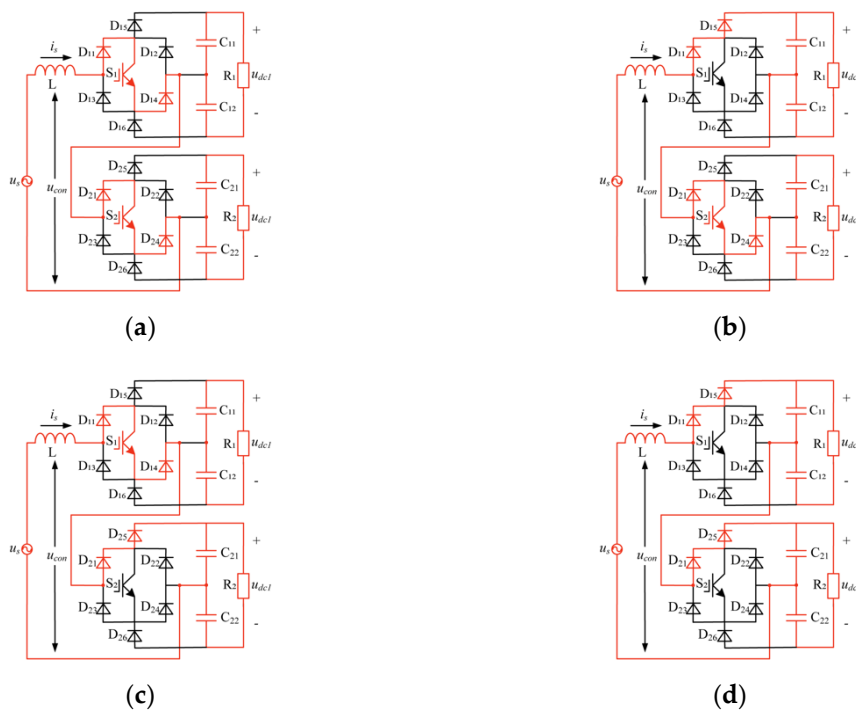 D15
+
is
D11
D12
C11
S1
R1
udc1
L
D13
D14
C12
D16
-
us
ucon
D25
+
D21
D22
C21
S2
R2
udc1
D23
D24
C22
D26
-
(a)
D15
+
is
D11
D12
C11
S1
R1
udc
L
D13
D14
C12
D16
-
us
ucon
D25
+
D21
D22
C21
S2
R2
udc
D23
D24
C22
D26
-
(b)
D15
+
is
D11
D12
C11
S1
R1
udc1
L
D13
D14
C12
D16
-
us
ucon
D25
+
D21
D22
C21
S2
R2
udc1
D23
D24
C22
D26
-
(c)
D15
+
is
D11
D12
C11
S1
R1
udc
L
D13
D14
C12
D16
-
us
ucon
D25
+
D21
D22
C21
S2
R2
udc
D23
D24
C22
D26
-
(d)